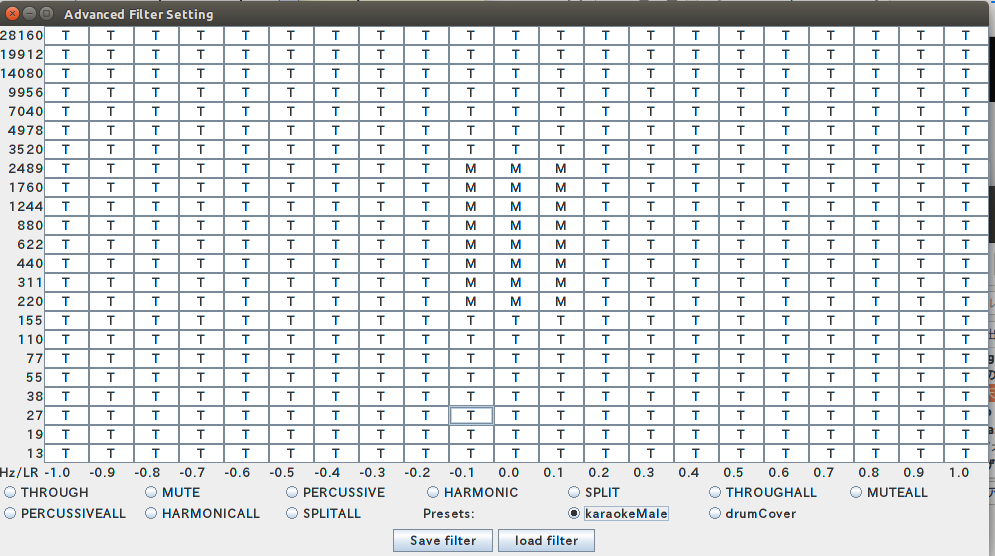 Advanced Filter Setting
28160 T T T T T T T T T T T T T T T T T T T T T
19912 T T T T T T T T T T T T T T T T T T T T T
14080 T T T T T T T T T T T T T T T T T T T T T
9956 T T T T T T T T T T T T T T T T T T T T T
7040 T T T T T T T T T T T T T T T T T T T T T
4978 T T T T T T T T T T T T T T T T T T T T T
3520 T T T T T T T T T T T T T T T T T T T T T
2489 T T T T T T T T T M M M T T T T T T T T T
1760 T T T T T T T T T M M M T T T T T T T T T
1244 T T T T T T T T T M M M T T T T T T T T T
880 T T T T T T T T T M M M T T T T T T T T T
622 T T T T T T T T T M M M T T T T T T T T T
440 T T T T T T T T T M M M T T T T T T T T T
311 T T T T T T T T T M M M T T T T T T T T T
220 T T T T T T T T T M M M T T T T T T T T T
155 T T T T T T T T T T T T T T T T T T T T T
110 T T T T T T T T T T T T T T T T T T T T T
77 T T T T T T T T T T T T T T T T T T T T T
55 T T T T T T T T T T T T T T T T T T T T T
38 T T T T T T T T T T T T T T T T T T T T T
27 T T T T T T T T T T T T T T T T T T T T T
19 T T T T T T T T T T T T T T T T T T T T T
13 T T T T T T T T T T T T T T T T T T T T T
Hz/LR -1.0 -0.9 -0.8 -0.7 -0.6 -0.5 -0.4 -0.3 -0.2 -0.1 0.0 0.1 0.2 0.3 0.4 0.5 0.6 0.7 0.8 0.9 1.0
THROUGH MUTE PERCUSSIVE HARMONIC SPLIT THROUGHALL MUTEALL
PERCUSSIVEALL HARMONICALL SPLITALL Presets: karaokeMale drumCover
Save filter load filter